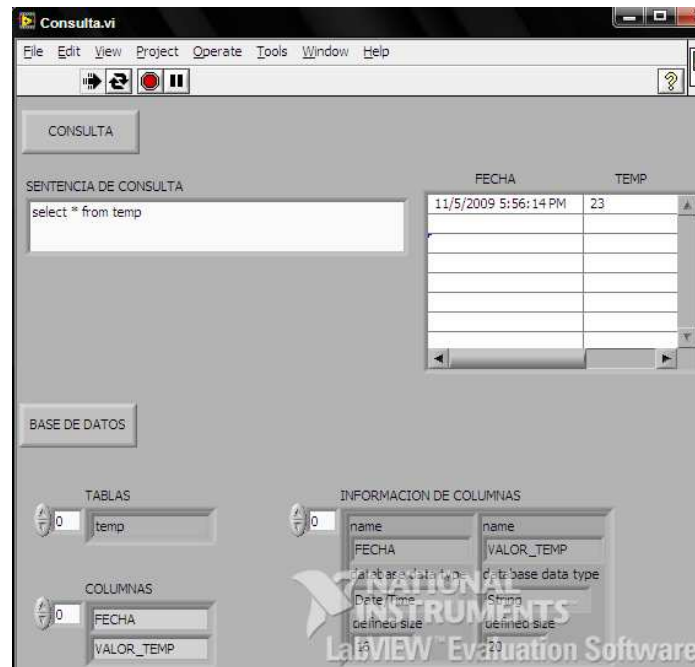 Consulta.vi
File Edit View Project Operate Tools Window Help
CONSULTA
SENTENCIA DE CONSULTA
select * from temp
FECHA TEMP
11/5/2009 5:56:14 PM 23
BASE DE DATOS
TABLAS
0 temp
COLUMNAS
0 FECHA
VALOR_TEMP
INFORMACION DE COLUMNAS
0 name name
FECHA VALOR_TEMP
database data type database data type
Date/Time String
defined size defined size
16 20
NATIONAL
INSTRUMENTS
LabVIEW™ Evaluation Software